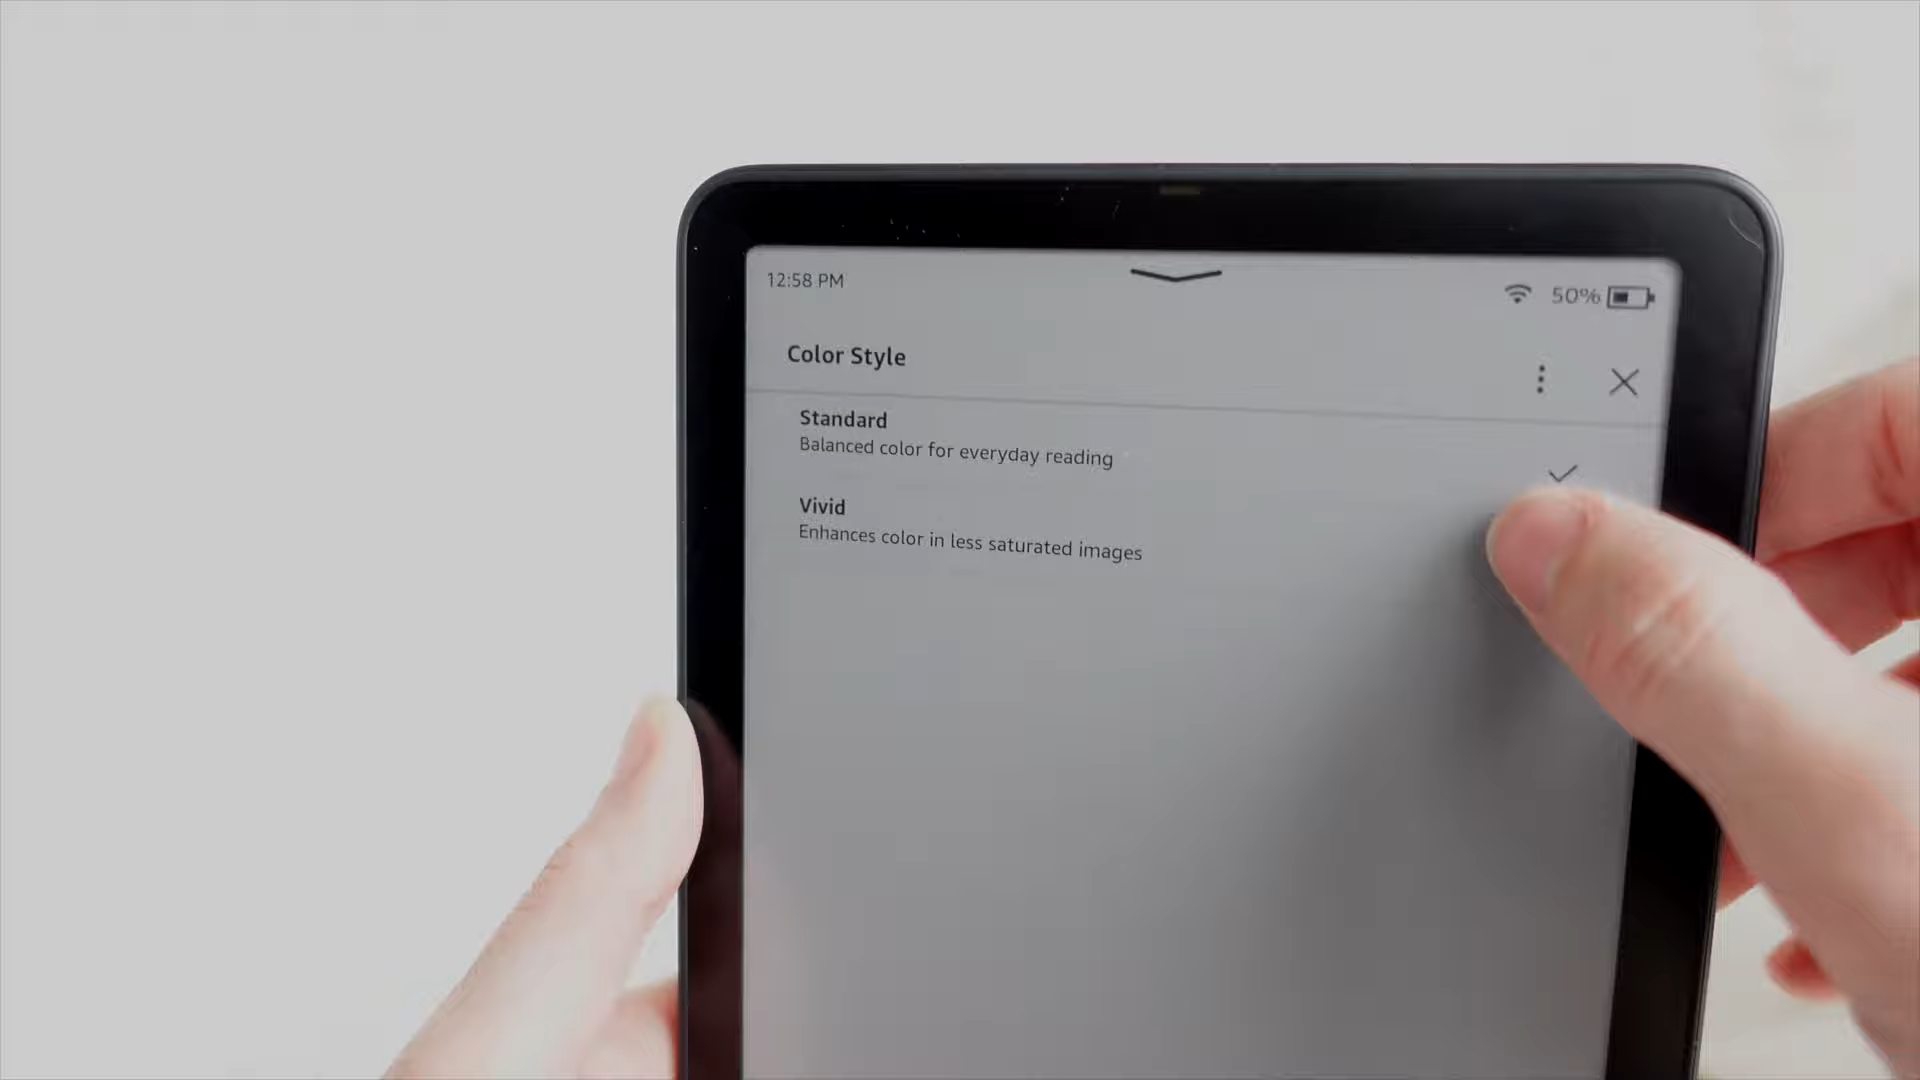 12:58 PM
50%
Color Style
Standard
Balanced color for everyday reading
Vivid
Enhances color in less saturated images